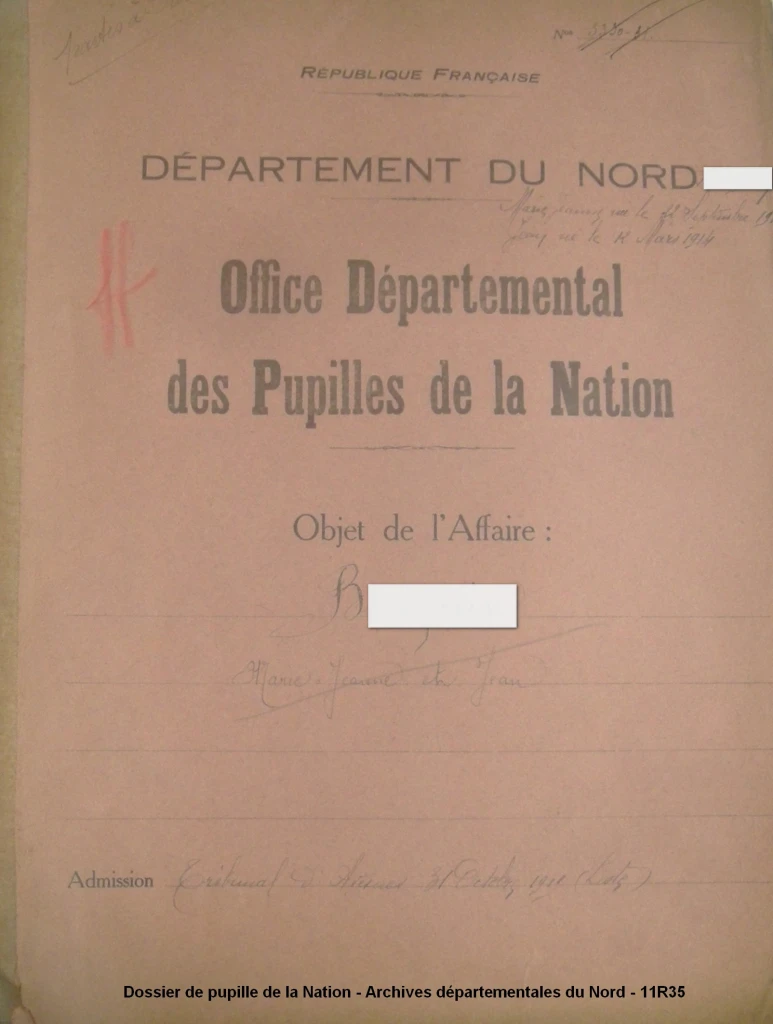 Nos
RÉPUBLIQUE FRANÇAISE
DÉPARTEMENT DU NORD
Marie Jeanne née le Septembre
Jean né le Mars 1914
Office Départemental
des Pupilles de la Nation
Objet de l'Affaire :
B
Marie-Jeanne et Jean
Admission Tribunal d'Avesnes 31 Octobre
Dossier de pupille de la Nation - Archives départementales du Nord - 11R35